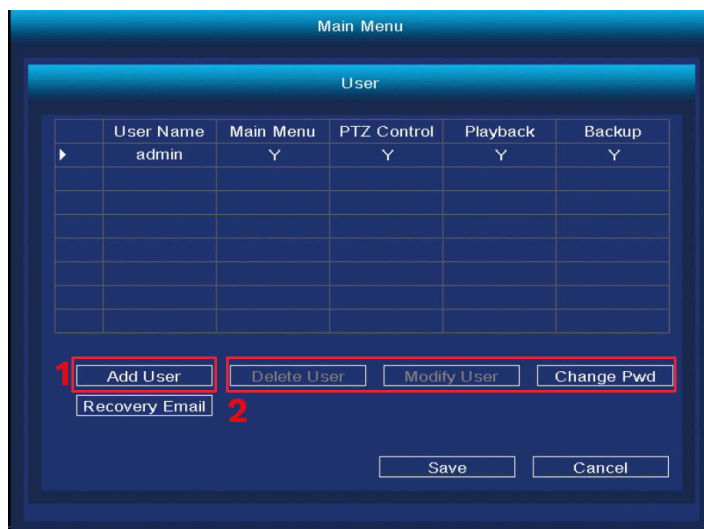 Main Menu
User
User Name Main Menu PTZ Control Playback Backup
admin Y Y Y Y
1 Add User Delete User Modify User Change Pwd
Recovery Email 2
Save Cancel